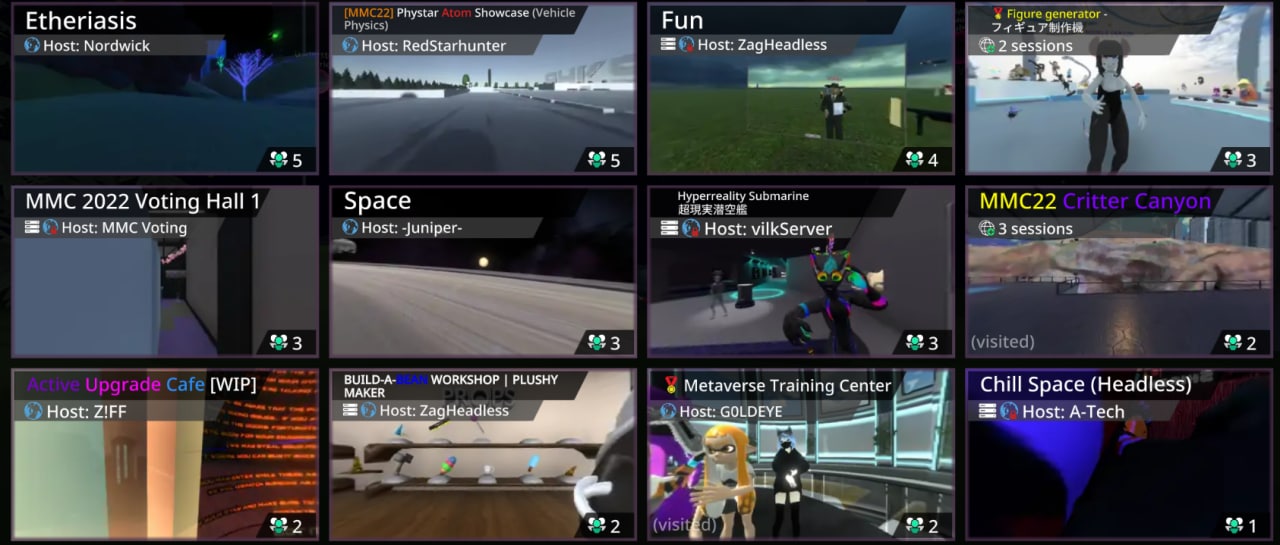 Etheriasis
Host: Nordwick
5
[MMC22] Phystar Atom Showcase (Vehicle
Physics)
Host: RedStarhunter
5
Fun
Host: ZagHeadless
4
Figure generator -
フィギュア制作機
2 sessions
3
MMC 2022 Voting Hall 1
Host: MMC Voting
3
Space
Host: -Juniper-
3
Hyperreality Submarine
超現実潜空艦
Host: vilkServer
3
MMC22 Critter Canyon
3 sessions
(visited)
2
Active Upgrade Cafe [WIP]
Host: Z!FF
2
BUILD-A-BEAN WORKSHOP | PLUSHY
MAKER
PROPS
Host: ZagHeadless
2
Metaverse Training Center
Host: G0LDEYE
(visited)
2
Chill Space (Headless)
Host: A-Tech
1